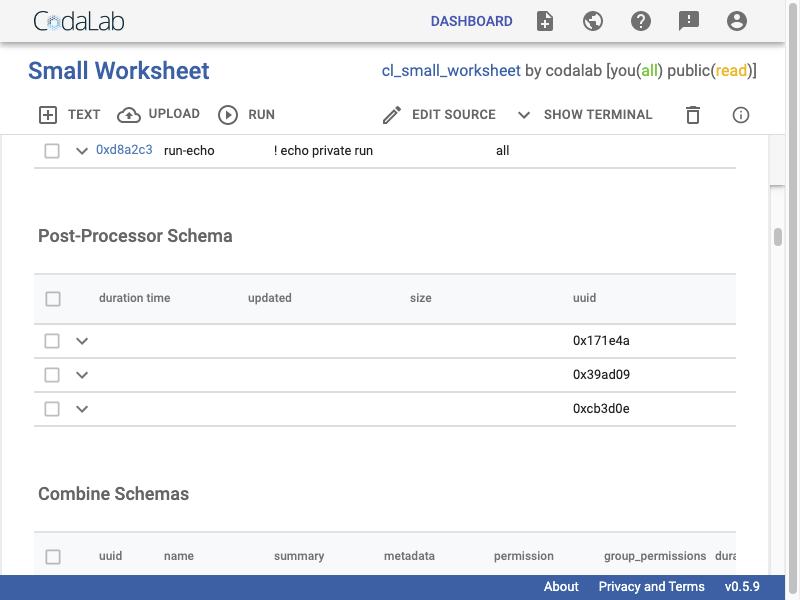 CodaLab DASHBOARD
Small Worksheet cl_small_worksheet by codalab [you(all) public(read)]
TEXT UPLOAD RUN EDIT SOURCE SHOW TERMINAL
0xd8a2c3 run-echo ! echo private run all
Post-Processor Schema
duration time updated size uuid
0x171e4a
0x39ad09
0xcb3d0e
Combine Schemas
uuid name summary metadata permission group_permissions dura
About Privacy and Terms v0.5.9